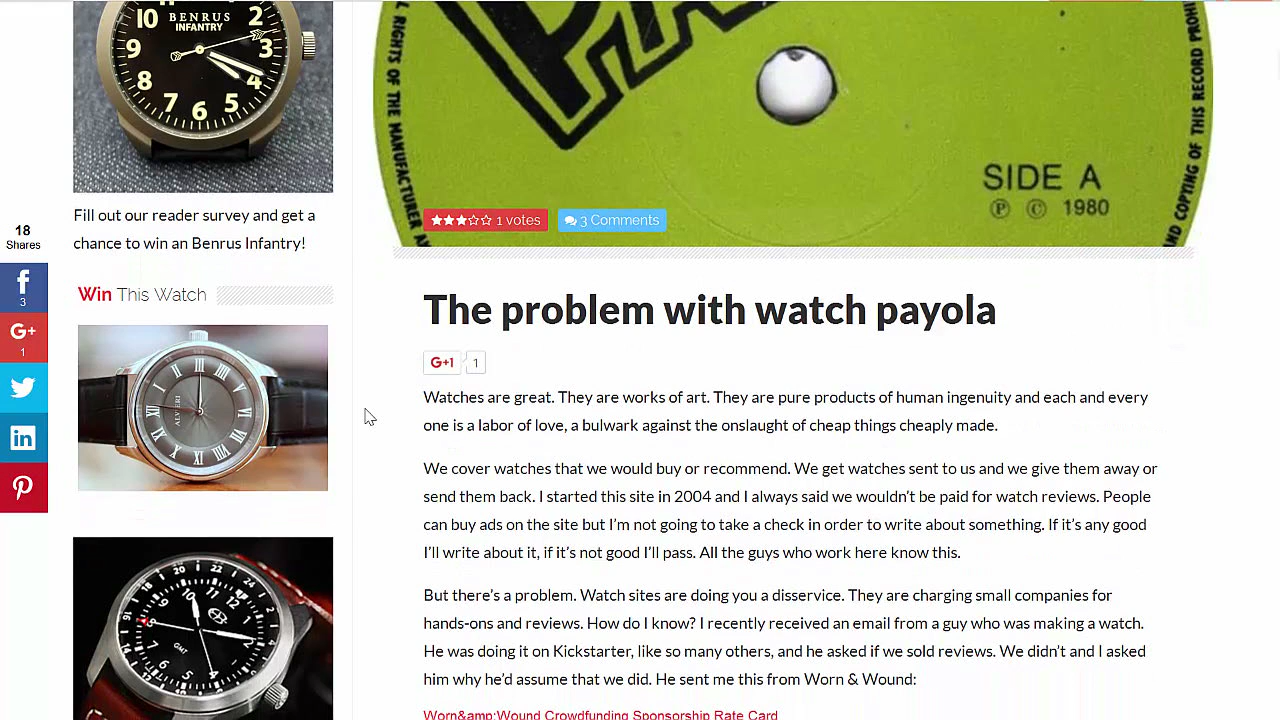 BENRUS
INFANTRY
10
2
9
3
8
4
7
6
5
L RIGHTS OF THE MANUFACTURER A
ND COPYING OF THIS RECORD PROHI
SIDE A
Ⓟ © 1980
1 votes
3 Comments
Fill out our reader survey and get a
chance to win an Benrus Infantry!
18
Shares
f
3
G+
1
in
Win This Watch
ALVIERI
GMT
The problem with watch payola
G+1 1
Watches are great. They are works of art. They are pure products of human ingenuity and each and every
one is a labor of love, a bulwark against the onslaught of cheap things cheaply made.
We cover watches that we would buy or recommend. We get watches sent to us and we give them away or
send them back. I started this site in 2004 and I always said we wouldn't be paid for watch reviews. People
can buy ads on the site but I'm not going to take a check in order to write about something. If it's any good
I'll write about it, if it's not good I'll pass. All the guys who work here know this.
But there's a problem. Watch sites are doing you a disservice. They are charging small companies for
hands-ons and reviews. How do I know? I recently received an email from a guy who was making a watch.
He was doing it on Kickstarter, like so many others, and he asked if we sold reviews. We didn't and I asked
him why he'd assume that we did. He sent me this from Worn & Wound:
Worn&amp;Wound Crowdfunding Sponsorship Rate Card